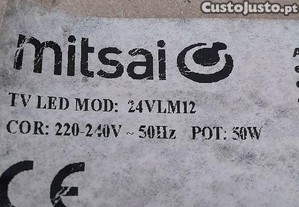 Custojusto.pt
mitsai
TV LED MOD: 24VLM12
COR: 220-240V ~ 50Hz POT: 50W
CE